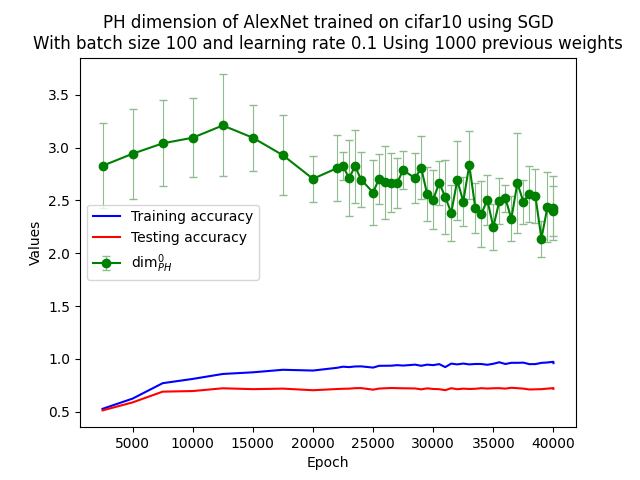 PH dimension of AlexNet trained on cifar10 using SGD
With batch size 100 and learning rate 0.1 Using 1000 previous weights
3.5
3.0
2.5
2.0
1.5
1.0
0.5
Values
Training accuracy
Testing accuracy
dim⁰_PH
5000 10000 15000 20000 25000 30000 35000 40000
Epoch